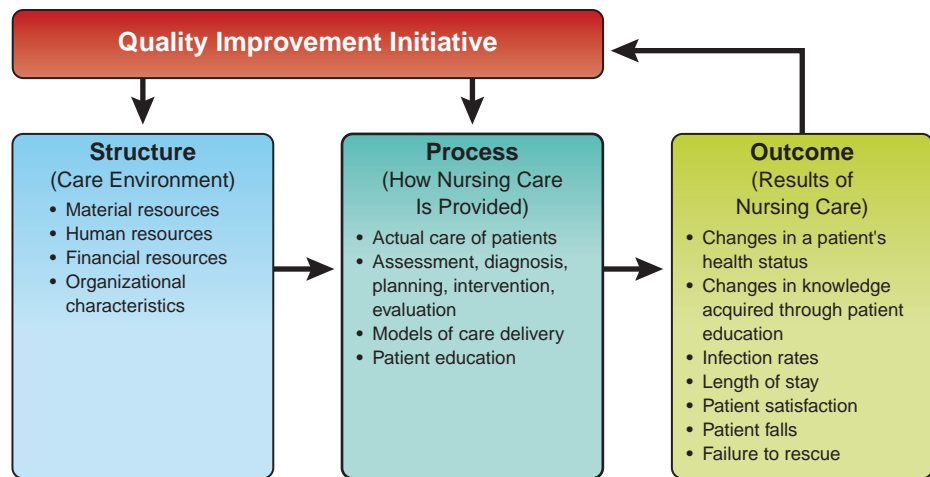 Quality Improvement Initiative
Structure
(Care Environment)
• Material resources
• Human resources
• Financial resources
• Organizational
characteristics
Process
(How Nursing Care
Is Provided)
• Actual care of patients
• Assessment, diagnosis,
planning, intervention,
evaluation
• Models of care delivery
• Patient education
Outcome
(Results of
Nursing Care)
• Changes in a patient's
health status
• Changes in knowledge
acquired through patient
education
• Infection rates
• Length of stay
• Patient satisfaction
• Patient falls
• Failure to rescue